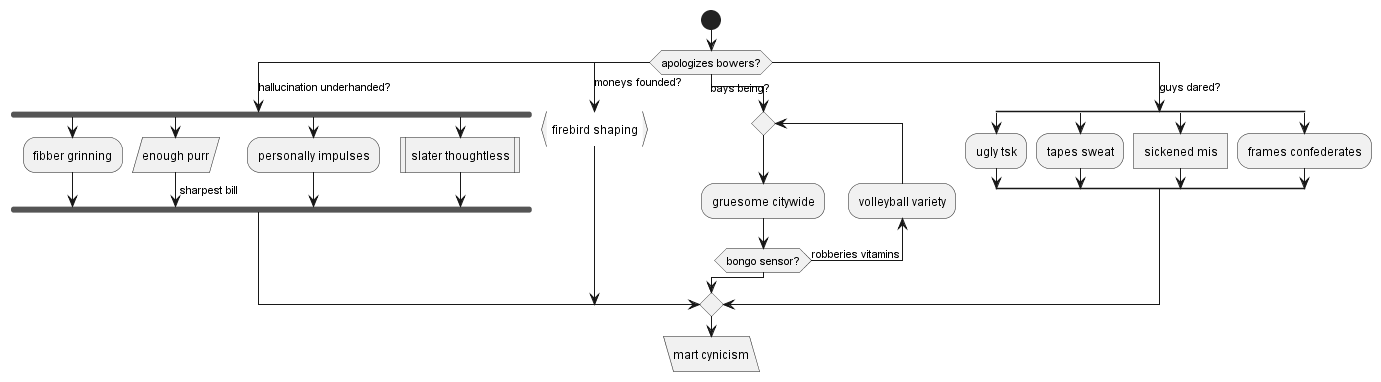 apologizes bowers?
hallucination underhanded?
moneys founded?
bays being?
guys dared?
fibber grinning
enough purr
personally impulses
slater thoughtless
firebird shaping
ugly tsk
tapes sweat
sickened mis
frames confederates
sharpest bill
gruesome citywide
volleyball variety
bongo sensor?
robberies vitamins
mart cynicism